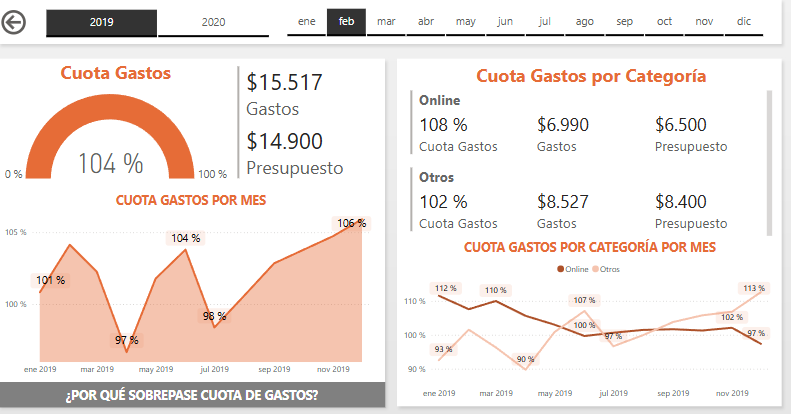 2019 2020 ene feb mar abr may jun jul ago sep oct nov dic
Cuota Gastos
104 %
0 % 100 %
$15.517
Gastos
$14.900
Presupuesto
CUOTA GASTOS POR MES
105 %
100 %
101 %
97 %
104 %
98 %
106 %
ene 2019 mar 2019 may 2019 jul 2019 sep 2019 nov 2019
¿POR QUÉ SOBREPASE CUOTA DE GASTOS?
Cuota Gastos por Categoría
Online
108 % $6.990 $6.500
Cuota Gastos Gastos Presupuesto
Otros
102 % $8.527 $8.400
Cuota Gastos Gastos Presupuesto
CUOTA GASTOS POR CATEGORÍA POR MES
Online Otros
110 %
100 %
90 %
112 % 110 % 107 % 113 %
100 % 102 %
93 % 90 % 97 % 97 %
ene 2019 mar 2019 may 2019 jul 2019 sep 2019 nov 2019